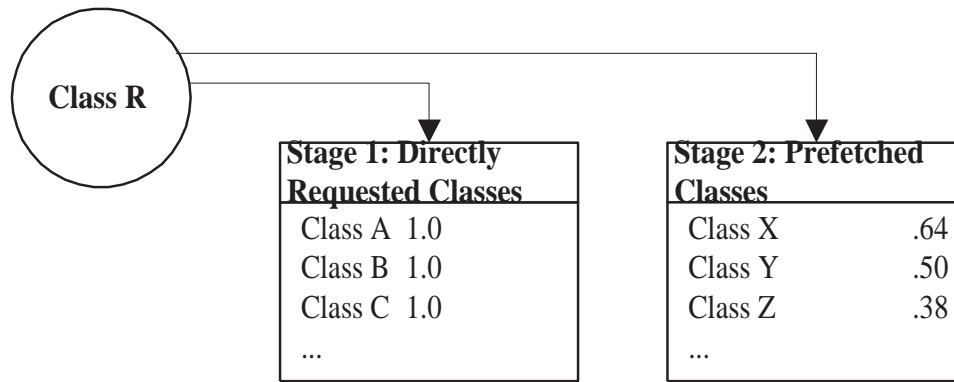 Class R
Stage 1: Directly
Requested Classes
Class A 1.0
Class B 1.0
Class C 1.0
...
Stage 2: Prefetched
Classes
Class X .64
Class Y .50
Class Z .38
...